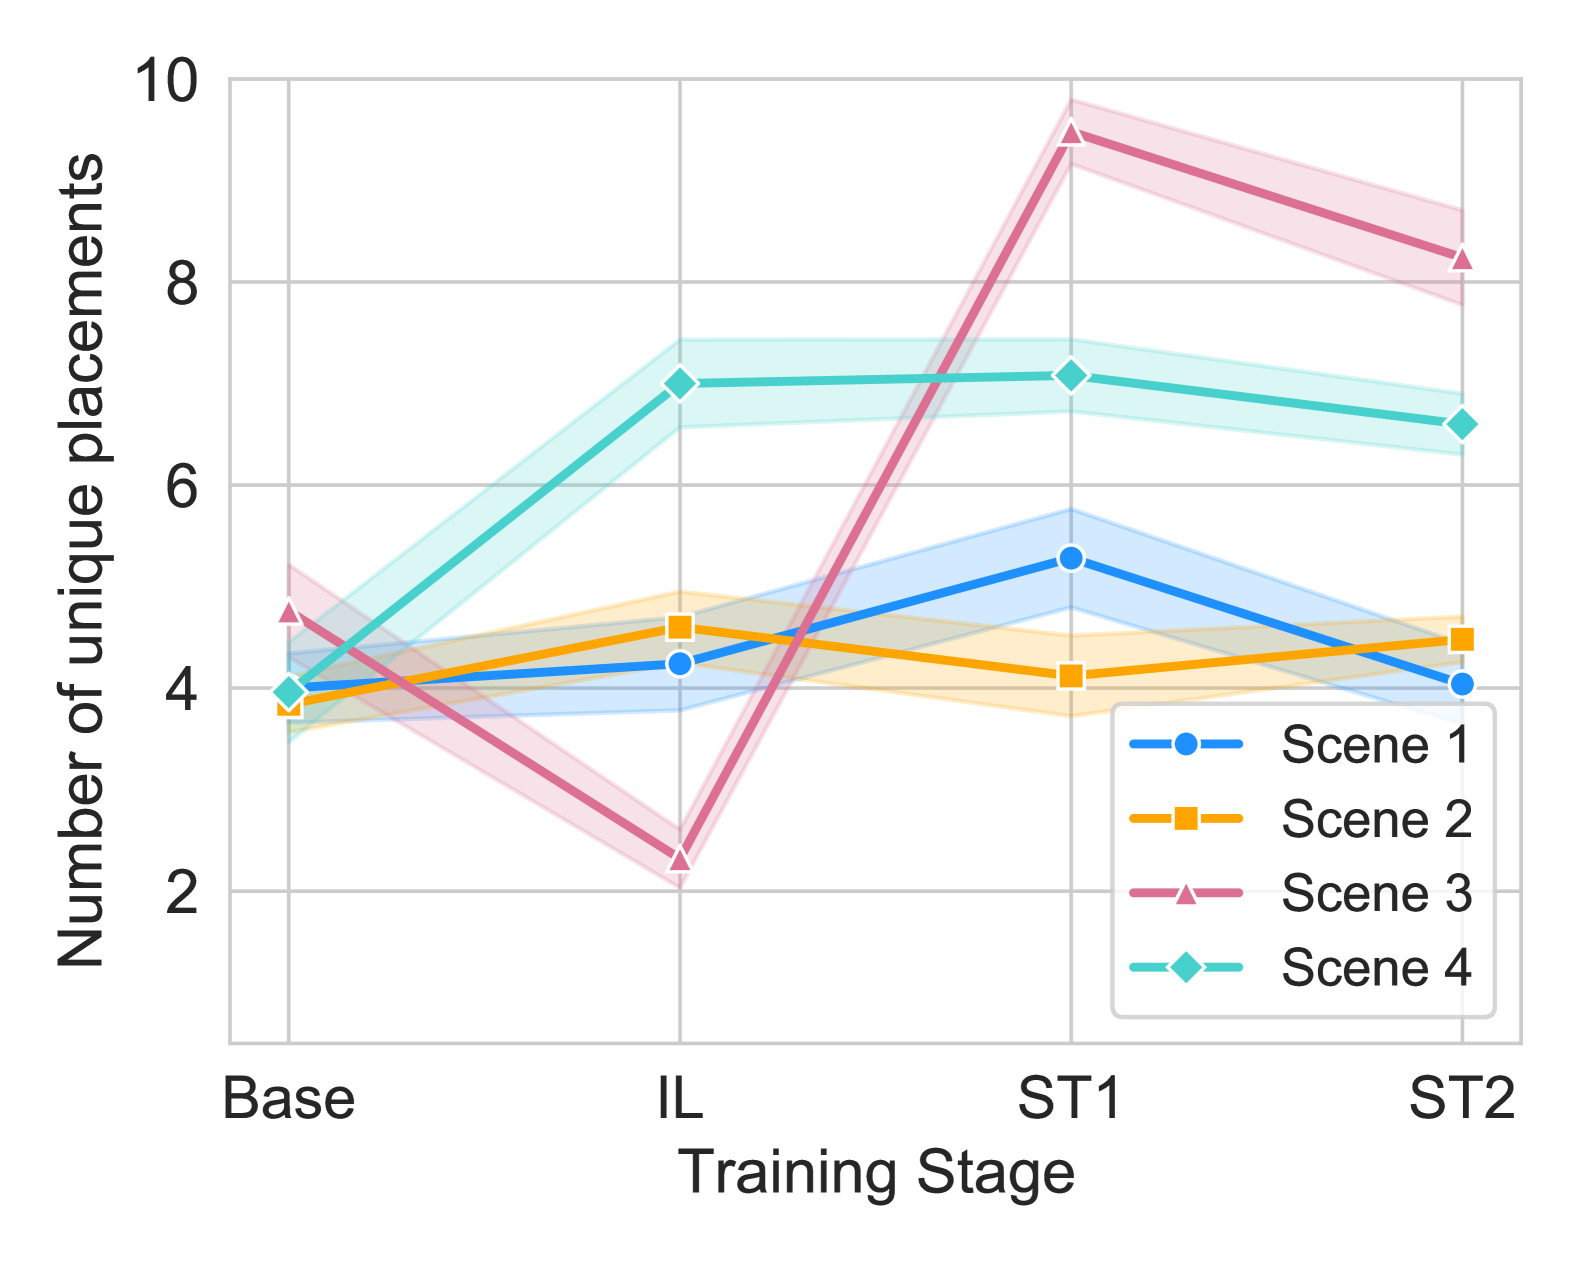 Number of unique placements
10
8
6
4
2
Scene 1
Scene 2
Scene 3
Scene 4
Base IL ST1 ST2
Training Stage